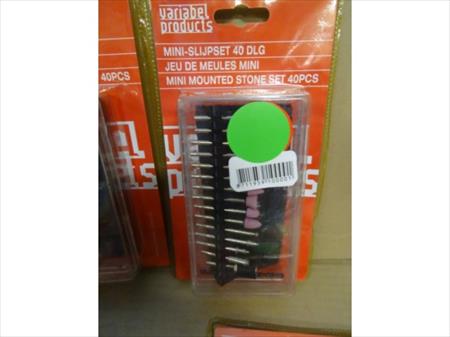 variabel
products
MINI-SLIJPSET 40 DLG
JEU DE MEULES MINI
MINI MOUNTED STONE SET 40PCS
40PCS